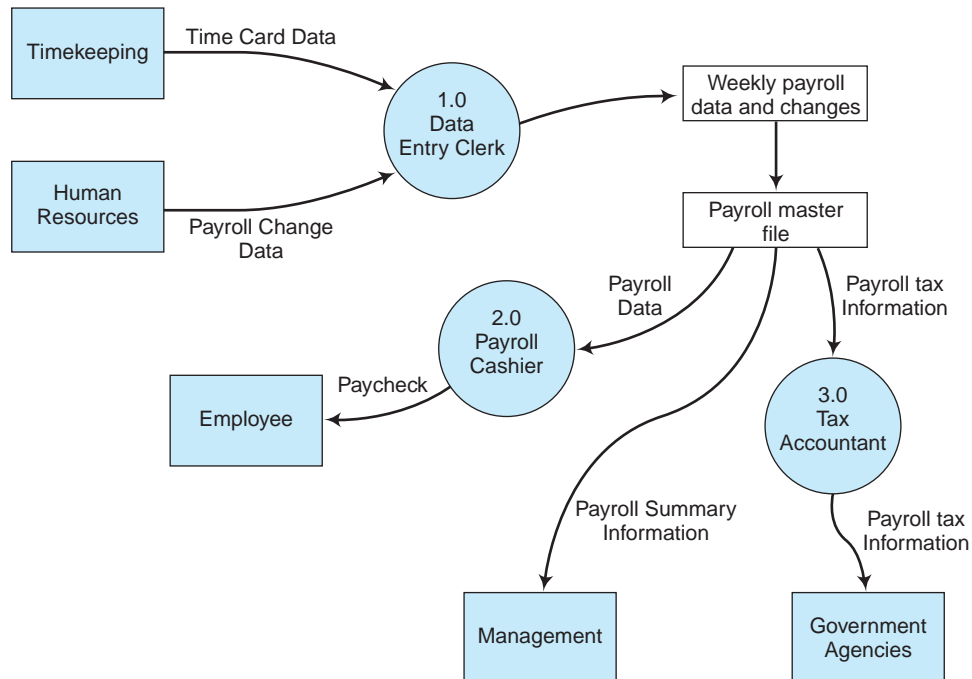 Timekeeping
Time Card Data
1.0
Data
Entry Clerk
Weekly payroll
data and changes
Human
Resources
Payroll Change
Data
Payroll master
file
Payroll
Data
Payroll tax
Information
2.0
Payroll
Cashier
Paycheck
Employee
3.0
Tax
Accountant
Payroll Summary
Information
Payroll tax
Information
Management
Government
Agencies